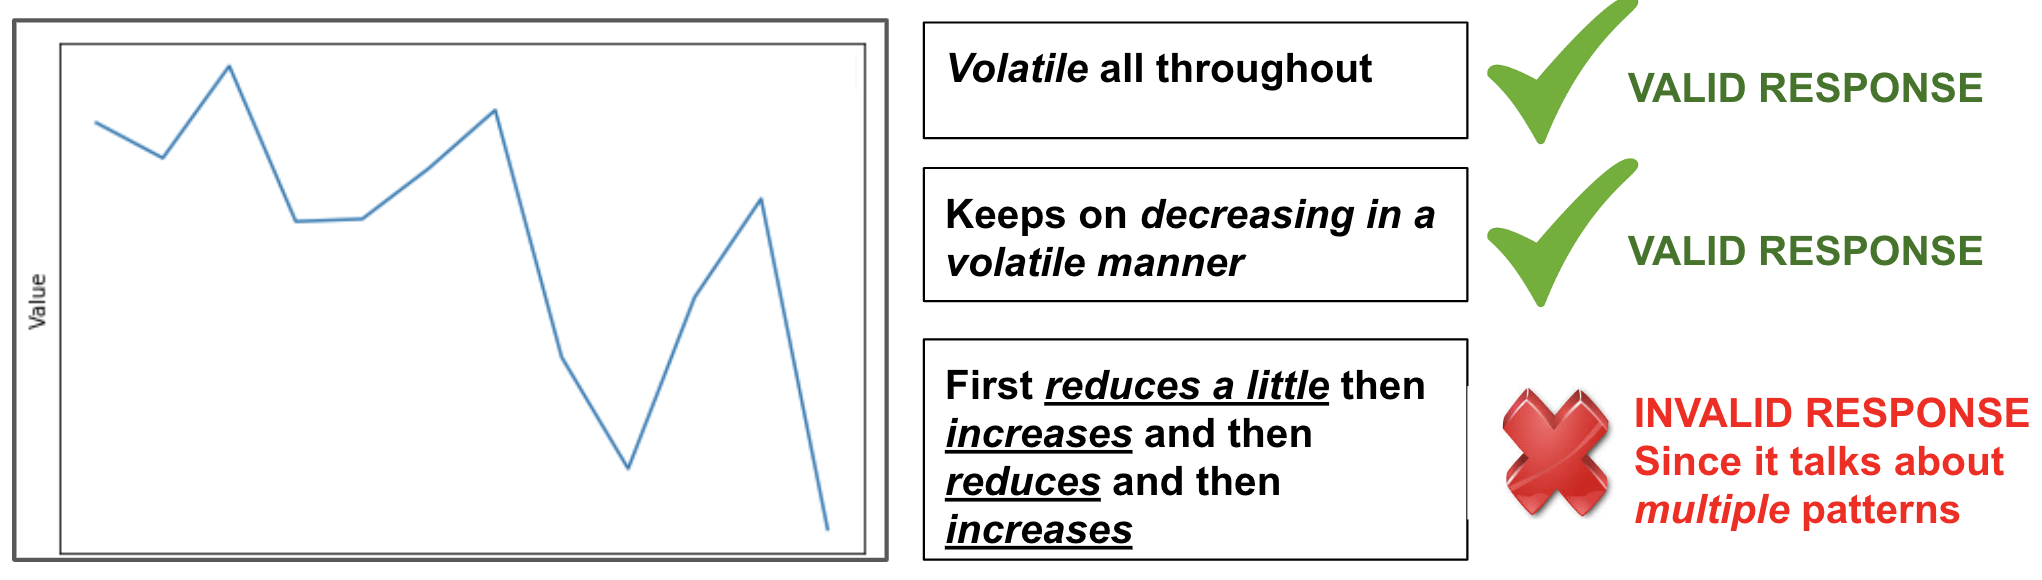 Value
Volatile all throughout
VALID RESPONSE
Keeps on decreasing in a
volatile manner
VALID RESPONSE
First reduces a little then
increases and then
reduces and then
increases
INVALID RESPONSE
Since it talks about
multiple patterns